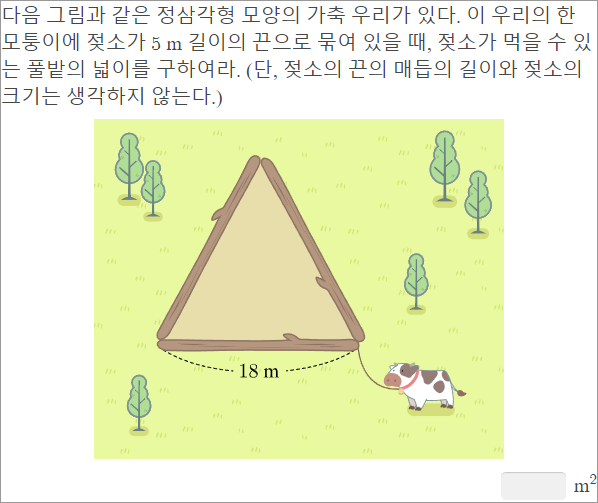 다음 그림과 같은 정삼각형 모양의 가축 우리가 있다. 이 우리의 한
모퉁이에 젖소가 5 m 길이의 끈으로 묶여 있을 때, 젖소가 먹을 수 있
는 풀밭의 넓이를 구하여라. (단, 젖소의 끈의 매듭의 길이와 젖소의
크기는 생각하지 않는다.)
18 m
m²